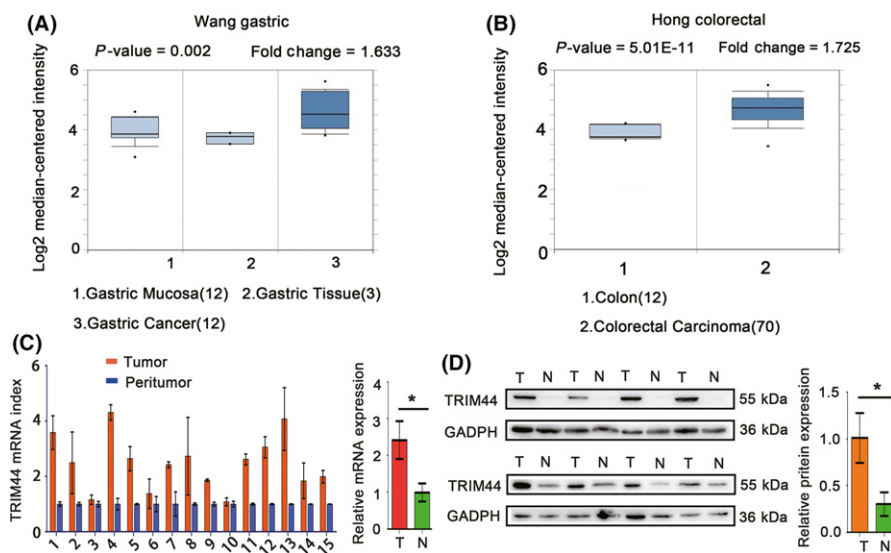 (A)
Wang gastric
P-value = 0.002 Fold change = 1.633
Log2 median-centered intensity
6
4
2
0
1 2 3
1.Gastric Mucosa(12) 2.Gastric Tissue(3)
3.Gastric Cancer(12)
(B)
Hong colorectal
P-value = 5.01E-11 Fold change = 1.725
Log2 median-centered intensity
6
4
2
0
1 2
1.Colon(12)
2.Colorectal Carcinoma(70)
(C)
Tumor
Peritumor
TRIM44 mRNA index
6
4
2
0
1 2 3 4 5 6 7 8 9 10 11 12 13 14 15
Relative mRNA expression
4
3
2
1
0
*
T N
(D)
T N T N T N T N
TRIM44 55 kDa
GADPH 36 kDa
T N T N T N T N
TRIM44 55 kDa
GADPH 36 kDa
Relative pritein expression
1.5
1.0
0.5
0.0
*
T N